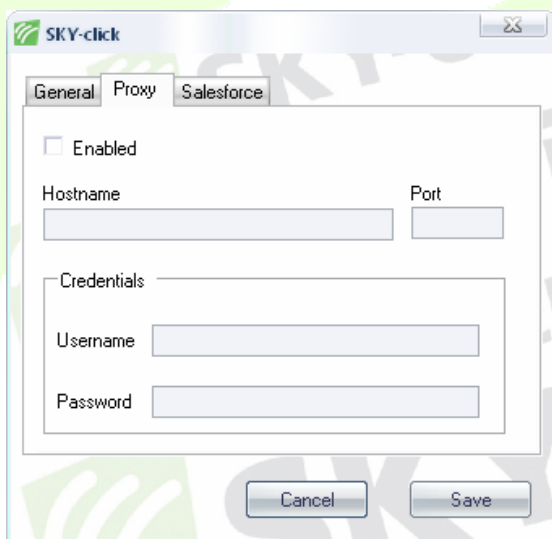 SKY-click
General Proxy Salesforce
Enabled
Hostname Port
Credentials
Username
Password
Cancel Save